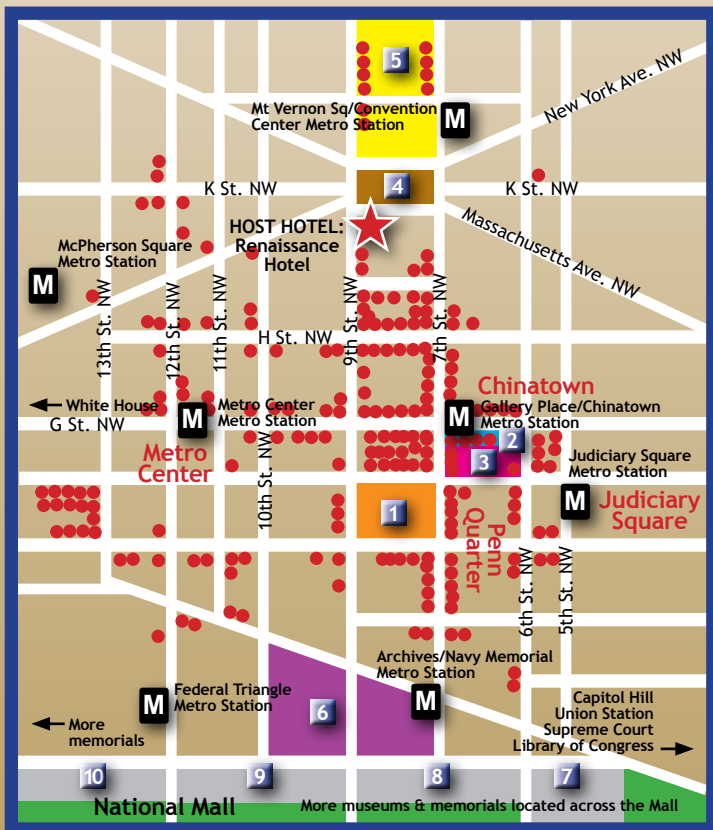 5
New York Ave. NW
Mt Vernon Sq/Convention
Center Metro Station
M
4
K St. NW
K St. NW
HOST HOTEL:
Renaissance
Hotel
Massachusetts Ave. NW
McPherson Square
Metro Station
M
13th St. NW
12th St. NW
11th St. NW
9th St. NW
7th St. NW
H St. NW
Chinatown
White House
G St. NW
M
Metro Center
Metro Station
M
Gallery Place/Chinatown
Metro Station
Metro
Center
10th St. NW
2
3
Judiciary Square
Metro Station
M
Judiciary
Square
1
Penn
Quarter
6th St. NW
5th St. NW
Archives/Navy Memorial
Metro Station
M
M
Federal Triangle
Metro Station
6
More
memorials
Capitol Hill
Union Station
Supreme Court
Library of Congress
10
9
8
7
National Mall
More museums & memorials located across the Mall